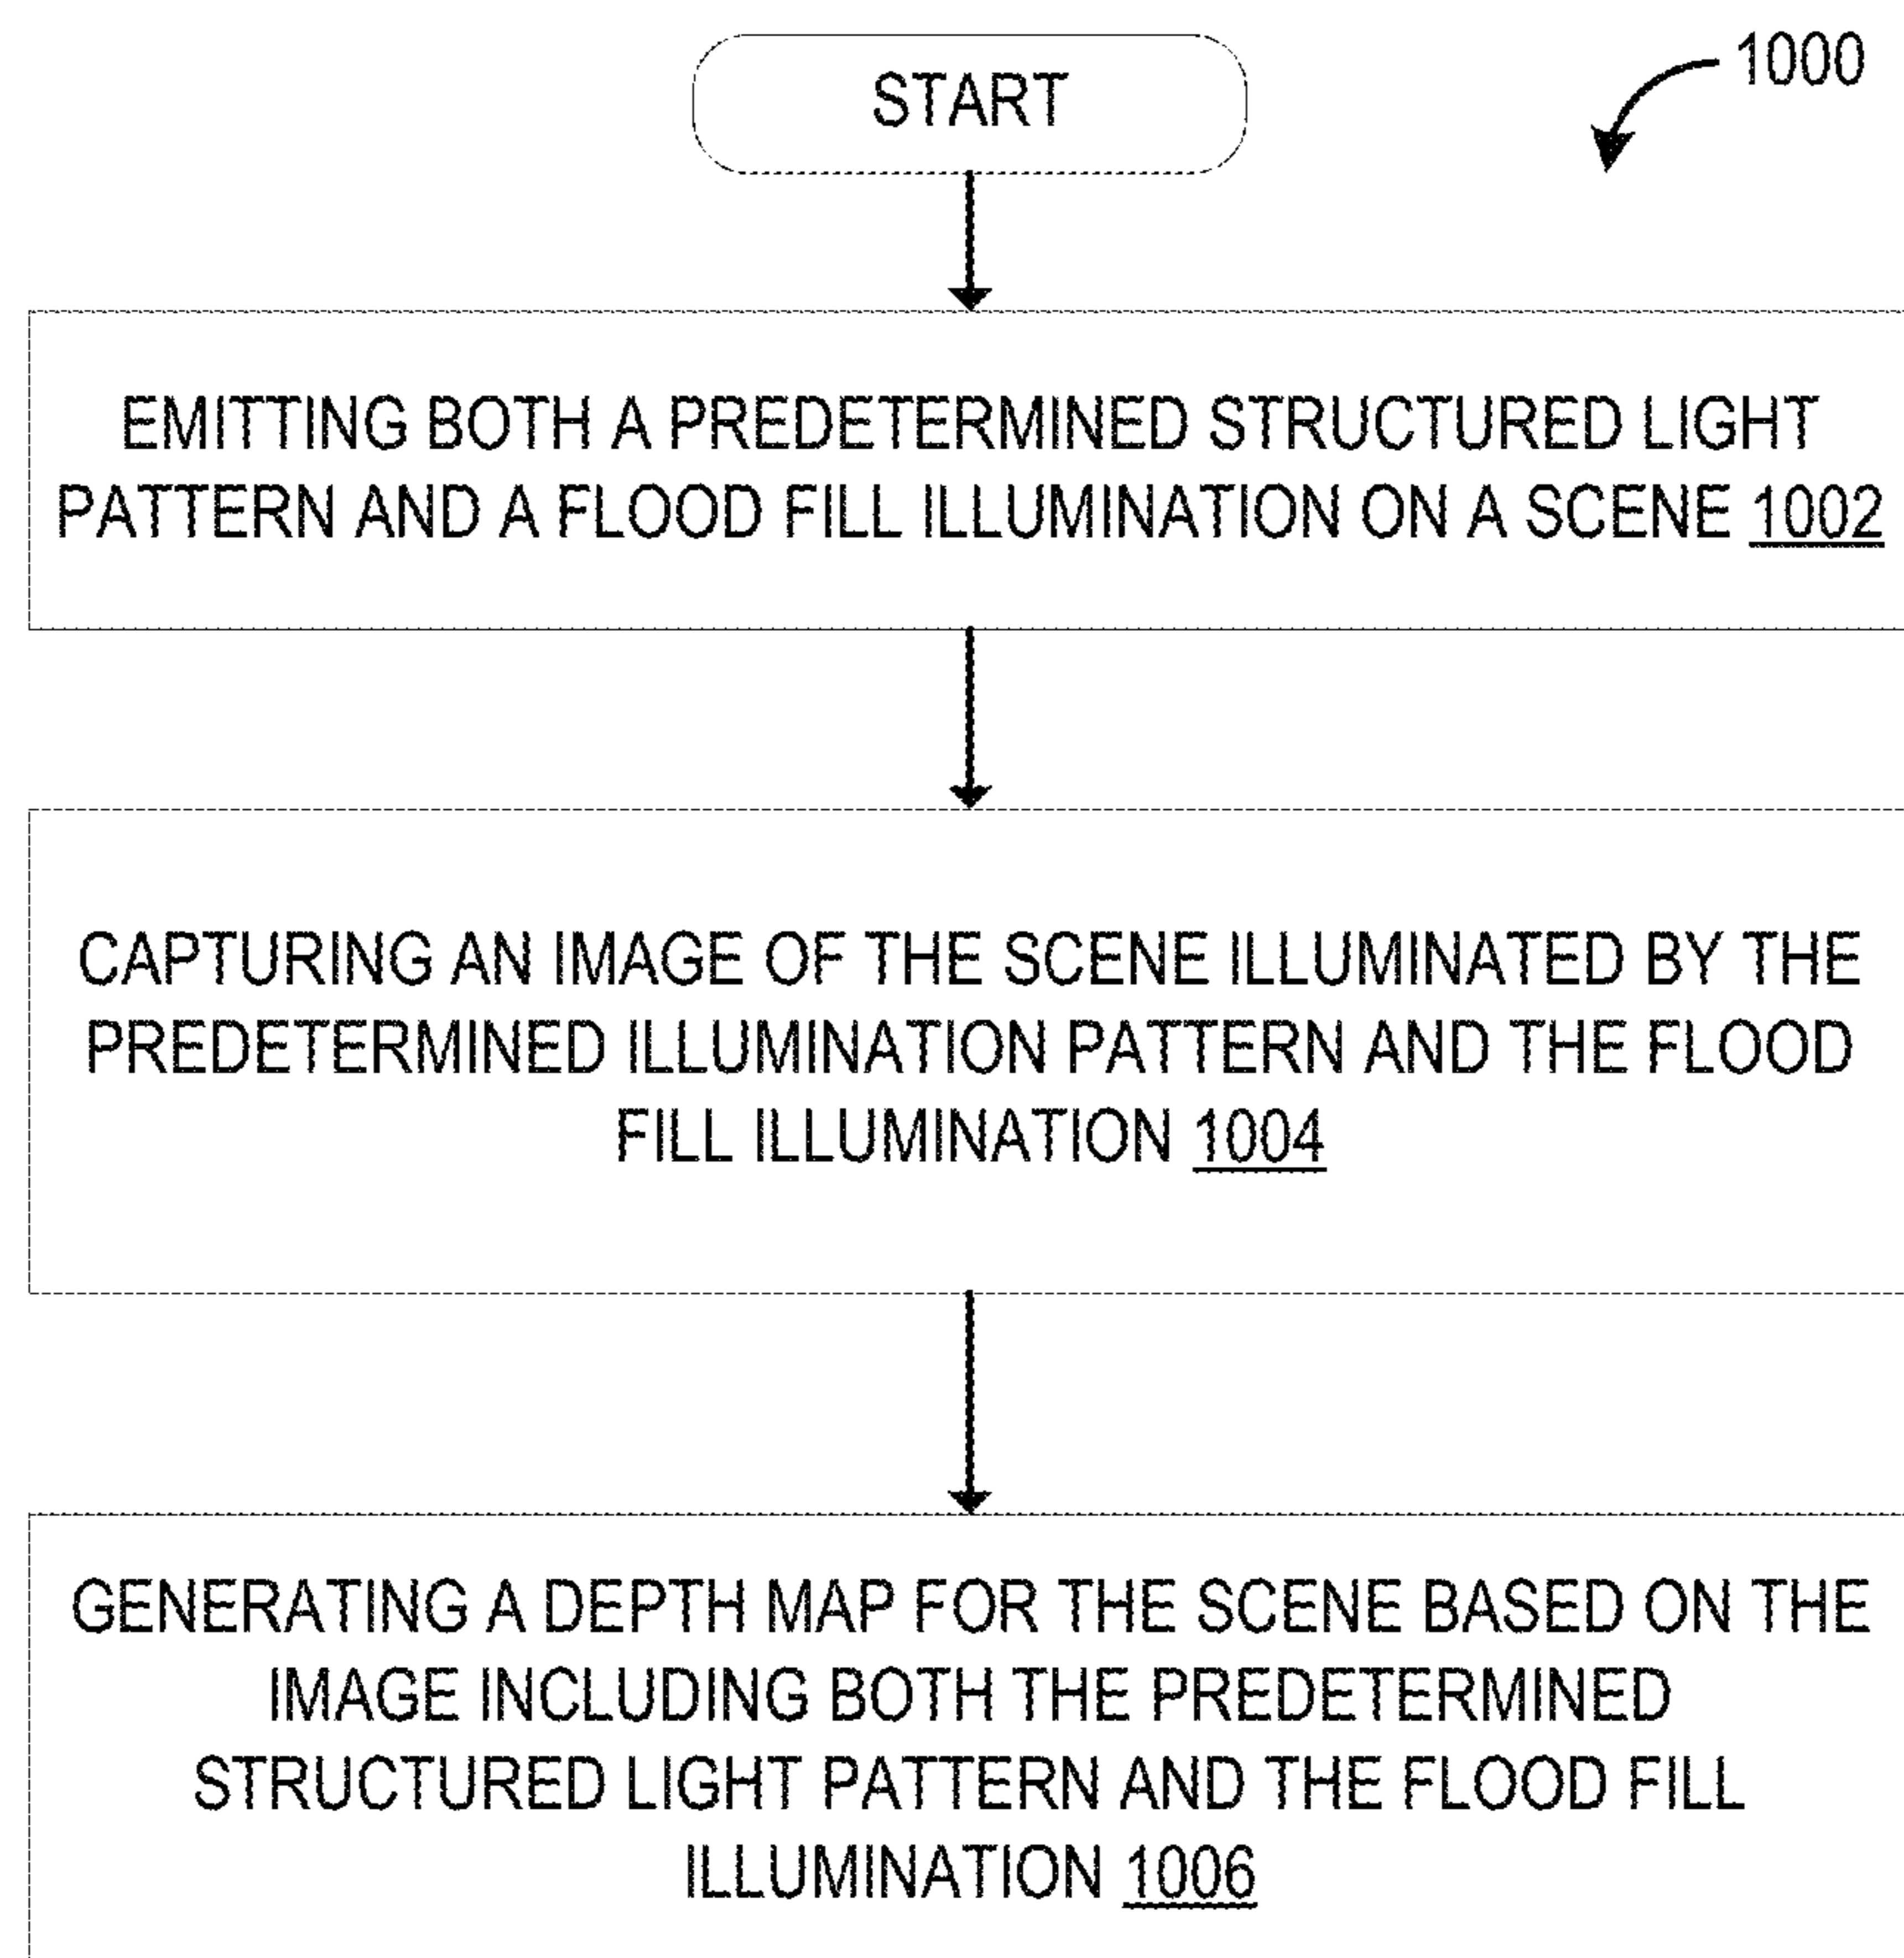 START
1000
EMITTING BOTH A PREDETERMINED STRUCTURED LIGHT
PATTERN AND A FLOOD FILL ILLUMINATION ON A SCENE 1002
CAPTURING AN IMAGE OF THE SCENE ILLUMINATED BY THE
PREDETERMINED ILLUMINATION PATTERN AND THE FLOOD
FILL ILLUMINATION 1004
GENERATING A DEPTH MAP FOR THE SCENE BASED ON THE
IMAGE INCLUDING BOTH THE PREDETERMINED
STRUCTURED LIGHT PATTERN AND THE FLOOD FILL
ILLUMINATION 1006